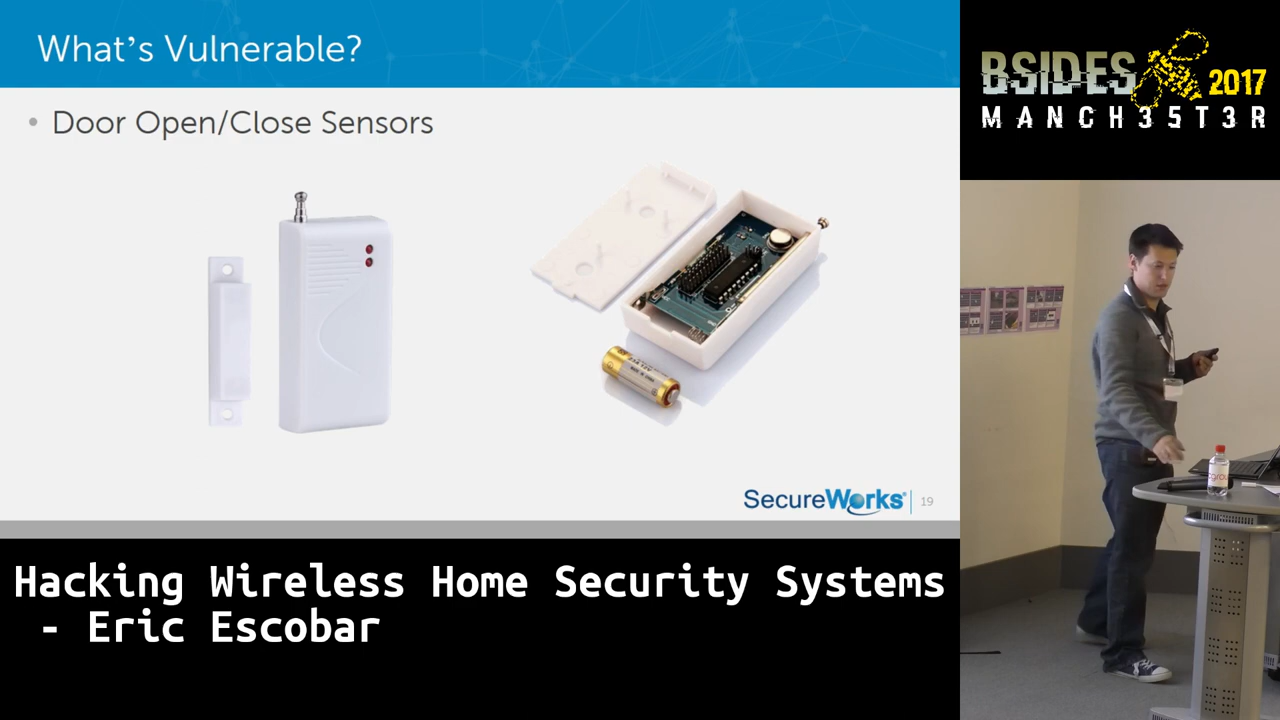 What's Vulnerable?
• Door Open/Close Sensors
SecureWorks® | 19
BSIDES 2017
MANCH35T3R
Hacking Wireless Home Security Systems
- Eric Escobar